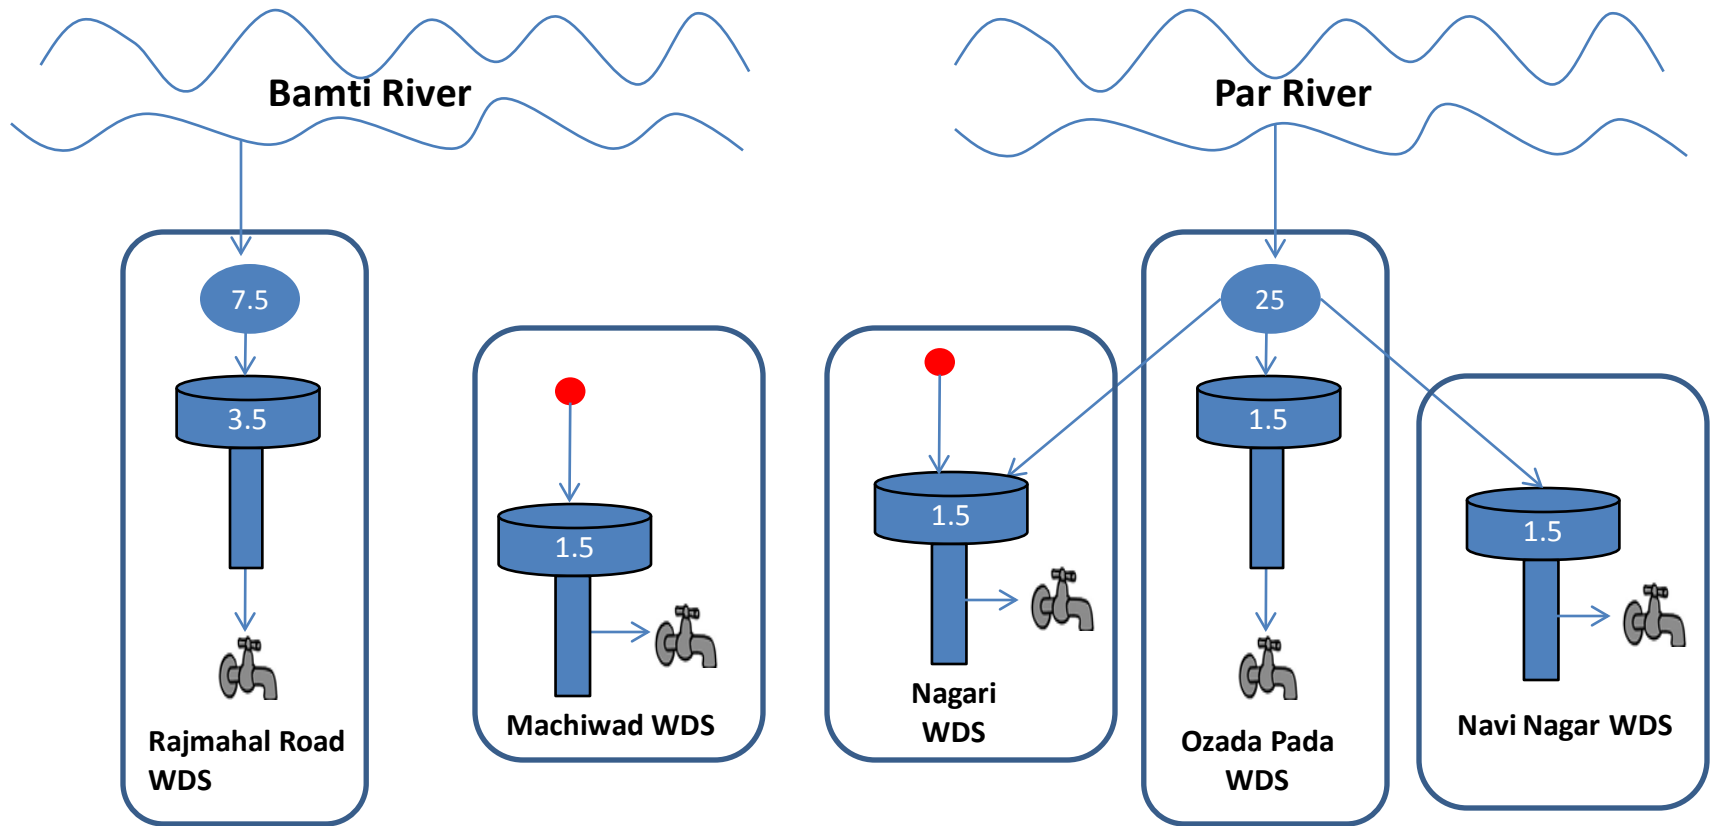 Bamti River
Par River
7.5
25
3.5
1.5
1.5
1.5
1.5
Rajmahal Road
WDS
Machiwad WDS
Nagari
WDS
Ozada Pada
WDS
Navi Nagar WDS